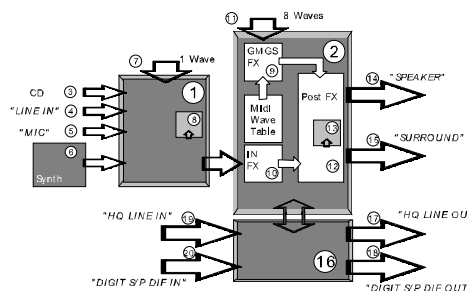 11 8 Waves
7 1 Wave
2
GM/GS
FX
9
14
"SPEAKER"
CD 3
1
"LINE IN" 4
8
Midi
Wave
Table
Post FX
13
"MIC" 5
15
"SURROUND"
6
Synth
IN
FX
10
12
"HQ LINE IN" 19
17
"HQ LINE OU
16
20
18
"DIGIT S/P DIF IN"
"DIGIT S/P DIF OUT